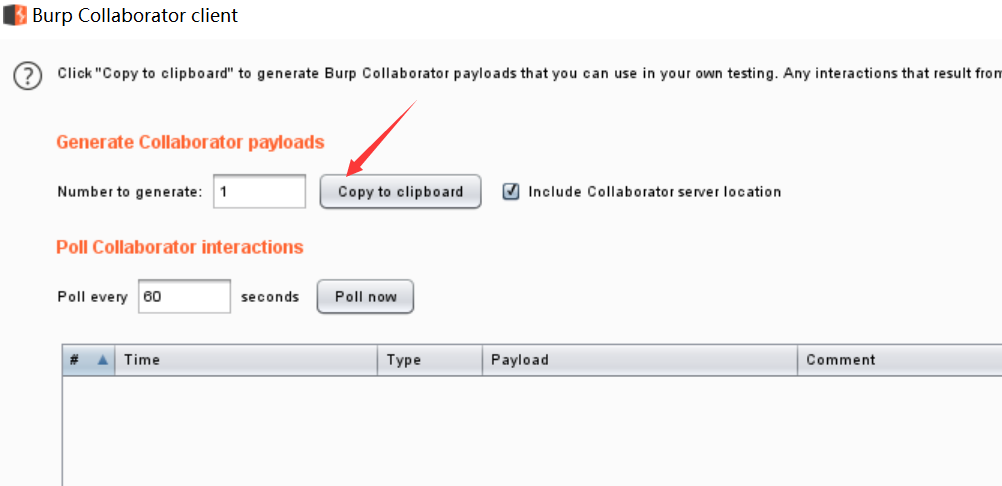 Burp Collaborator client
Click "Copy to clipboard" to generate Burp Collaborator payloads that you can use in your own testing. Any interactions that result from
Generate Collaborator payloads
Number to generate: 1 Copy to clipboard Include Collaborator server location
Poll Collaborator interactions
Poll every 60 seconds Poll now
# Time Type Payload Comment